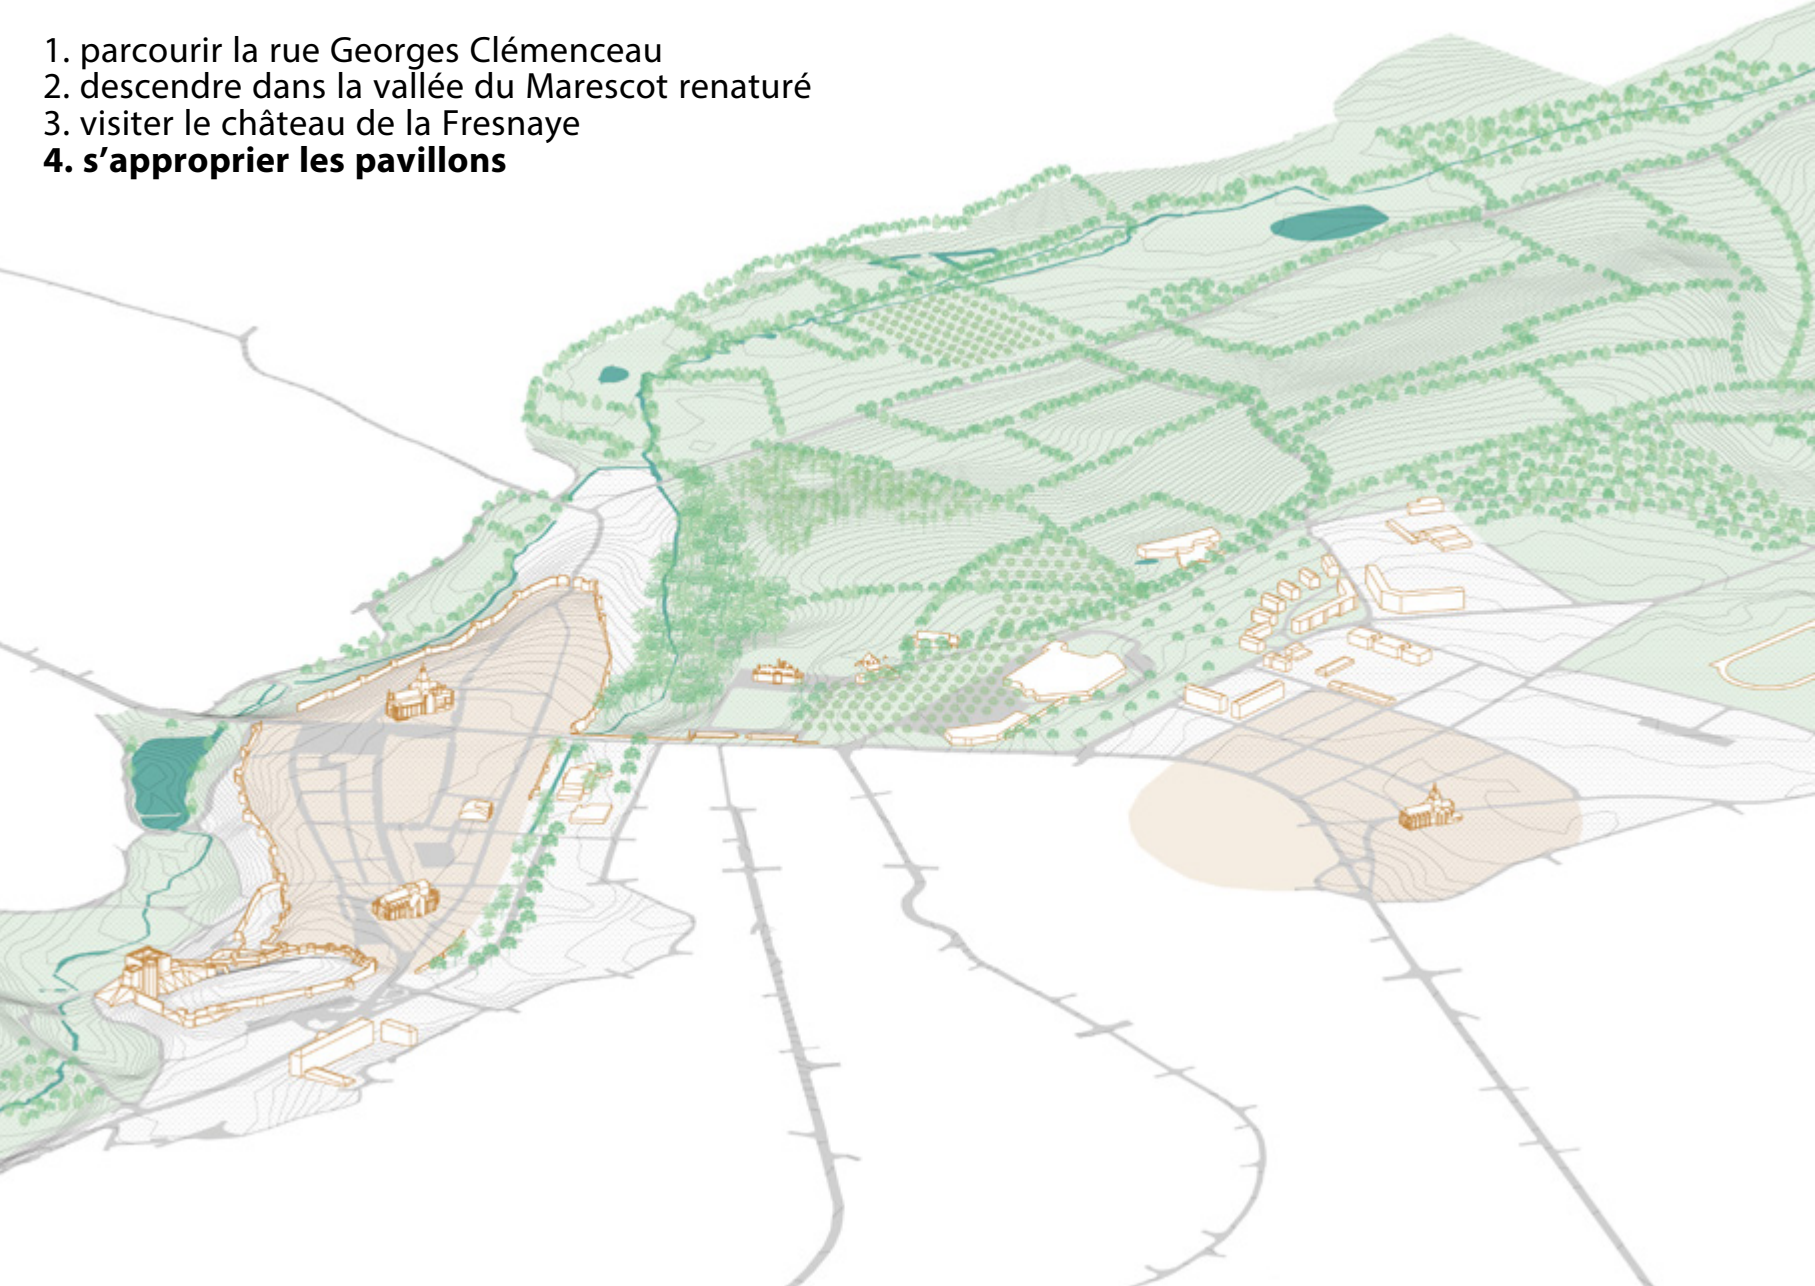 1. parcourir la rue Georges Clémenceau
2. descendre dans la vallée du Marescot renaturé
3. visiter le château de la Fresnaye
4. s’approprier les pavillons